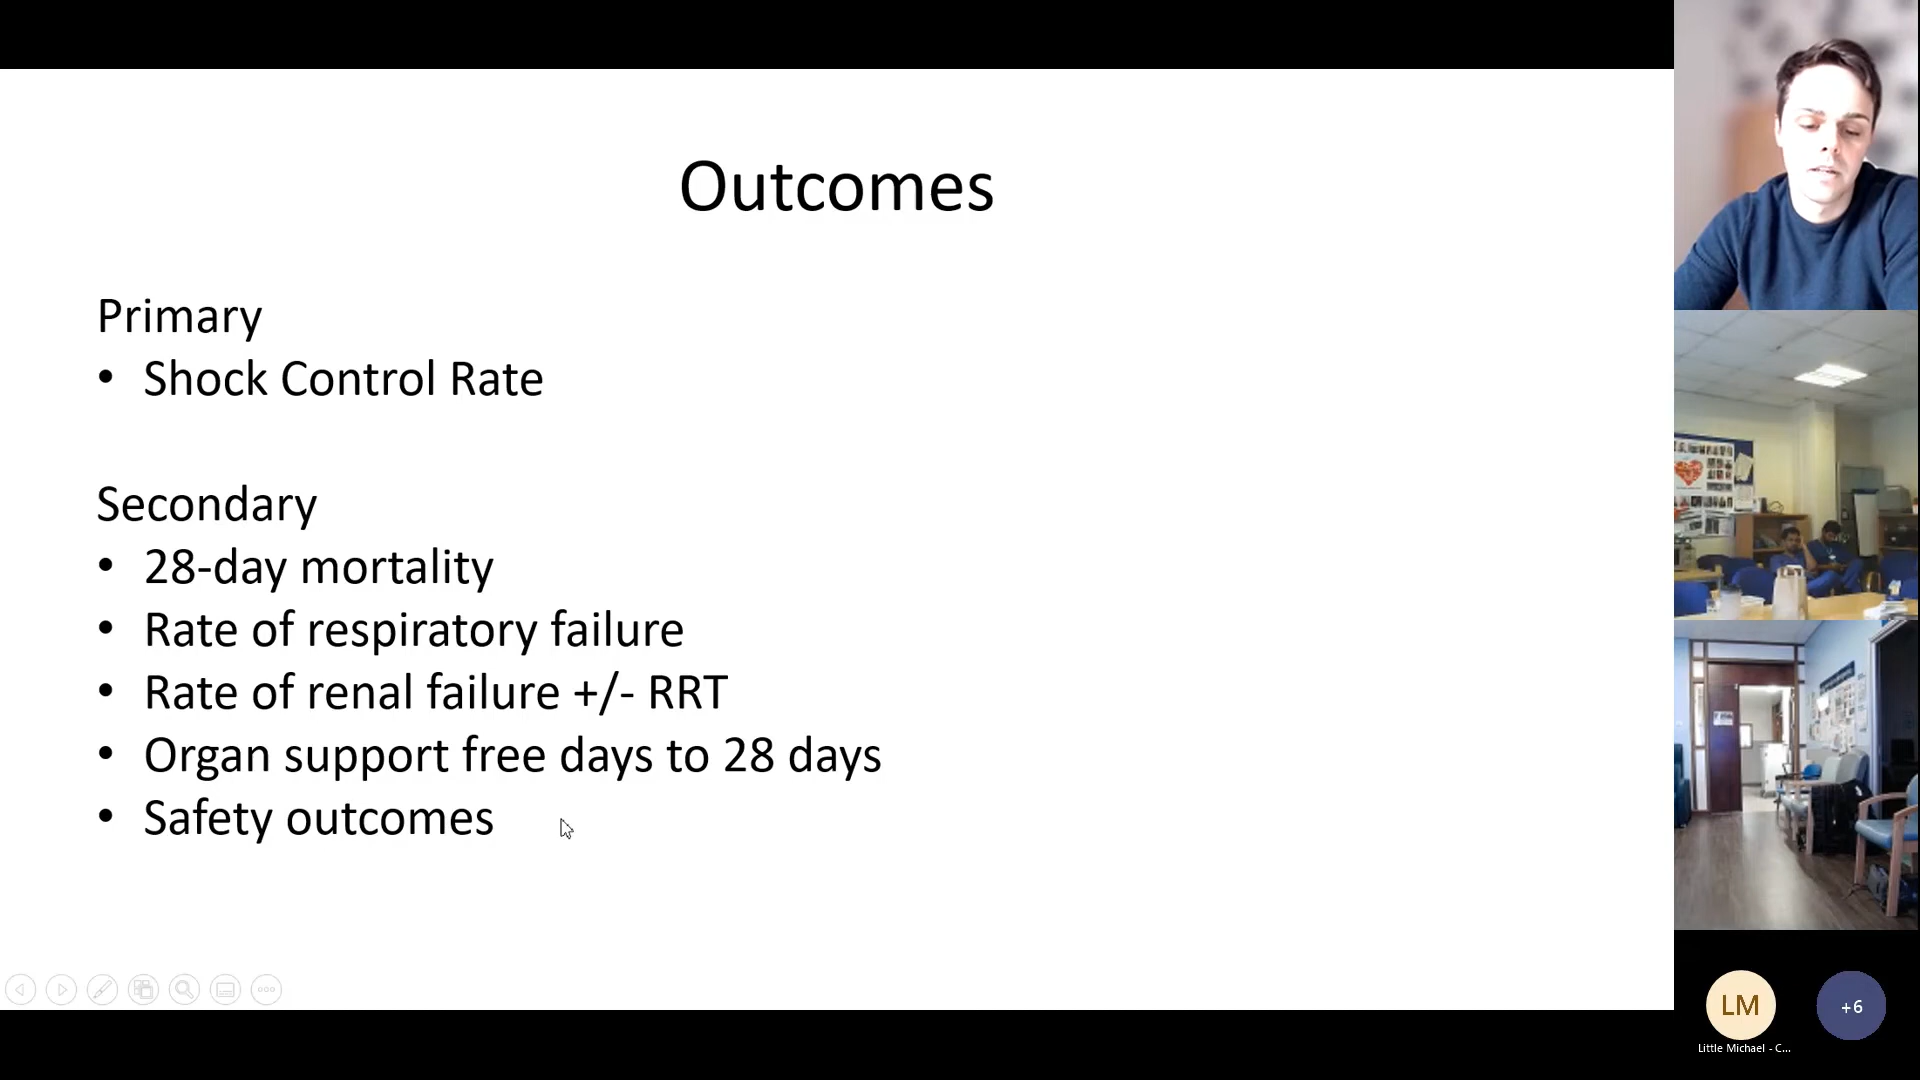 Outcomes
Primary
• Shock Control Rate
Secondary
• 28-day mortality
• Rate of respiratory failure
• Rate of renal failure +/- RRT
• Organ support free days to 28 days
• Safety outcomes
LM
+6
Little Michael - C...